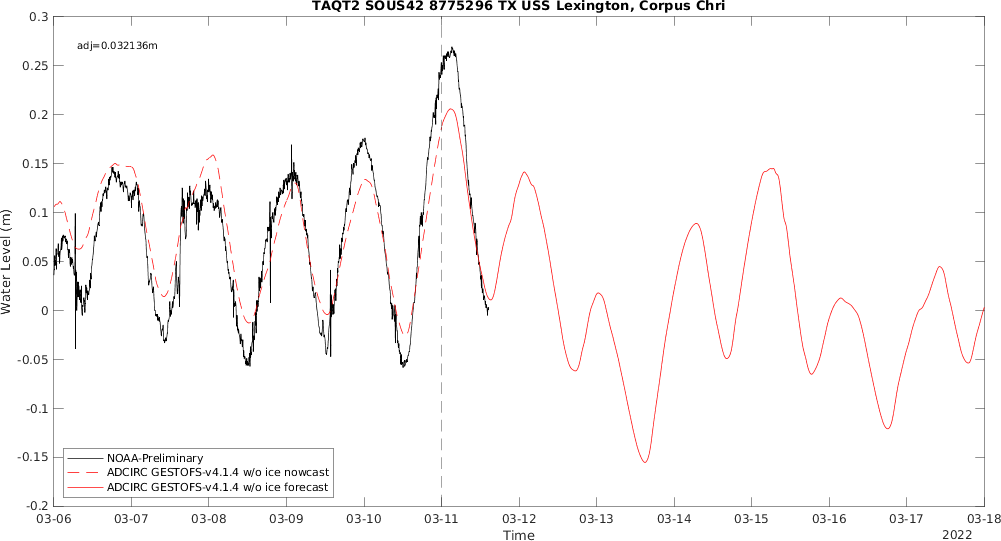 TAQT2 SOUS42 8775296 TX USS Lexington, Corpus Chri
adj=0.032136m
0.3
0.25
0.2
0.15
0.1
0.05
0
-0.05
-0.1
-0.15
-0.2
Water Level (m)
NOAA-Preliminary
ADCIRC GESTOFS-v4.1.4 w/o ice nowcast
ADCIRC GESTOFS-v4.1.4 w/o ice forecast
03-06 03-07 03-08 03-09 03-10 03-11 03-12 03-13 03-14 03-15 03-16 03-17 03-18
Time
2022